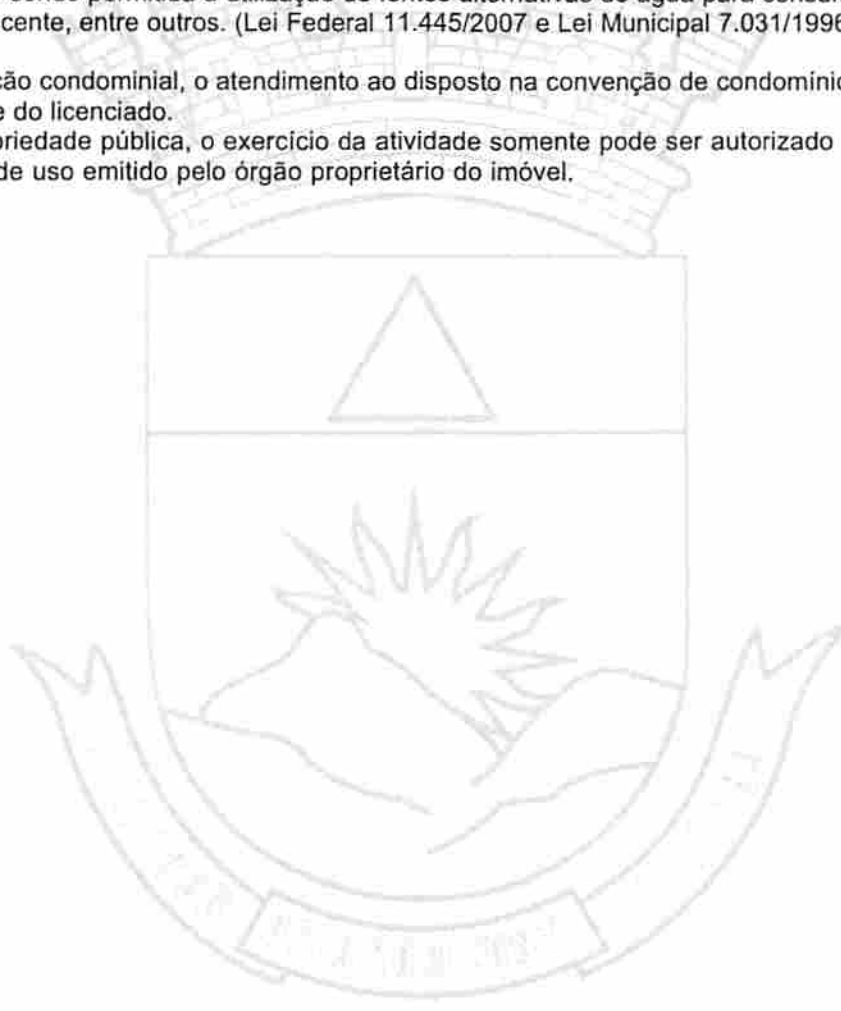 cente, entre outros. (Lei Federal 11.445/2007 e Lei Municipal 7.031/1996
ção condominial, o atendimento ao disposto na convenção de condomínio
e do licenciado.
priedade pública, o exercício da atividade somente pode ser autorizado
de uso emitido pelo órgão proprietário do imóvel.